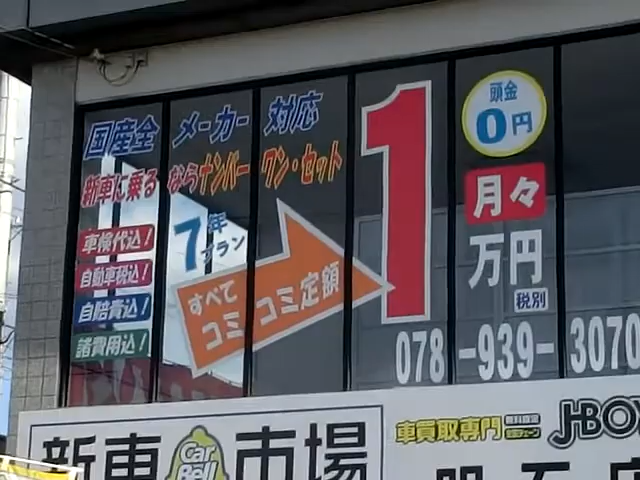 国産全メーカー対応
新車に乗るならナンバーワン・セット
車検代込!
自動車税込!
自賠責込!
諸費用込!
7年
プラン
すべて
コミコミ定額
頭金
0円
月々
1万円
税別
078-939-3070
新車
Car
Bell
市場
車買取専門